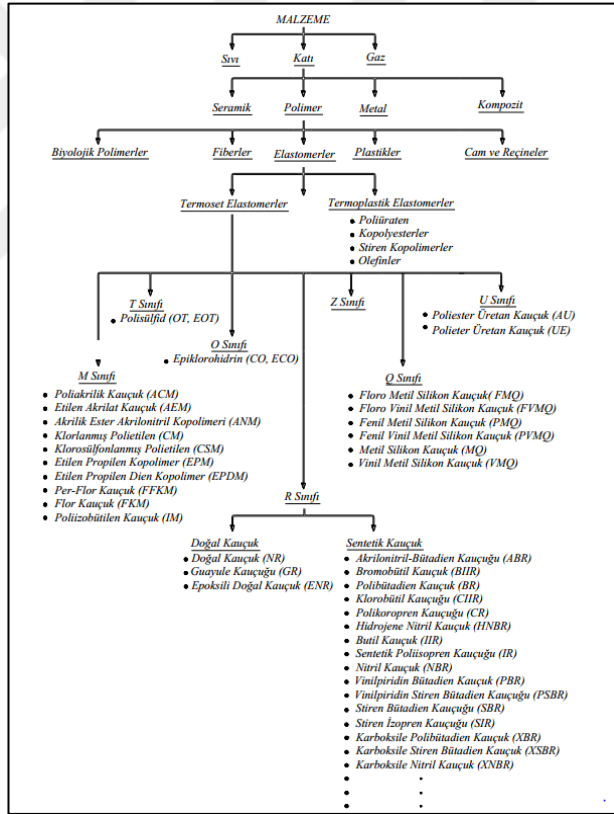 MALZEME
Sıvı Katı Gaz
Seramik Polimer Metal Kompozit
Biyolojik Polimerler Fiberler Elastomerler Plastikler Cam ve Reçineler
Termoset Elastomerler
Termoplastik Elastomerler
• Poliüraten
• Kopolyesterler
• Stiren Kopolimerler
• Olefinler
T Sınıfı
• Polisülfid (OT, EOT)
O Sınıfı
• Epiklorohidrin (CO, ECO)
Z Sınıfı
U Sınıfı
• Poliester Üretan Kauçuk (AU)
• Polieter Üretan Kauçuk (UE)
M Sınıfı
• Poliakrilik Kauçuk (ACM)
• Etilen Akrilat Kauçuk (AEM)
• Akrilik Ester Akrilonitril Kopolimeri (ANM)
• Klorlanmış Polietilen (CM)
• Klorosülfonlanmış Polietilen (CSM)
• Etilen Propilen Kopolimer (EPM)
• Etilen Propilen Dien Kopolimer (EPDM)
• Per-Flor Kauçuk (FFKM)
• Flor Kauçuk (FKM)
• Poliizobütilen Kauçuk (IM)
Q Sınıfı
• Floro Metil Silikon Kauçuk( FMQ)
• Floro Vinil Metil Silikon Kauçuk (FVMQ)
• Fenil Metil Silikon Kauçuk (PMQ)
• Fenil Vinil Metil Silikon Kauçuk (PVMQ)
• Metil Silikon Kauçuk (MQ)
• Vinil Metil Silikon Kauçuk (VMQ)
R Sınıfı
Doğal Kauçuk
• Doğal Kauçuk (NR)
• Guayule Kauçuğu (GR)
• Epoksili Doğal Kauçuk (ENR)
Sentetik Kauçuk
• Akrilonitril-Bütadien Kauçuğu (ABR)
• Bromobütil Kauçuk (BIIR)
• Polibütadien Kauçuk (BR)
• Klorobütil Kauçuğu (CIIR)
• Polikoropren Kauçuğu (CR)
• Hidrojene Nitril Kauçuk (HNBR)
• Butil Kauçuk (IIR)
• Sentetik Poliisopren Kauçuğu (IR)
• Nitril Kauçuk (NBR)
• Vinilpiridin Bütadien Kauçuk (PBR)
• Vinilpiridin Stiren Bütadien Kauçuğu (PSBR)
• Stiren Bütadien Kauçuğu (SBR)
• Stiren İzopren Kauçuğu (SIR)
• Karboksile Polibütadien Kauçuk (XBR)
• Karboksile Stiren Bütadien Kauçuk (XSBR)
• Karboksile Nitril Kauçuk (XNBR)